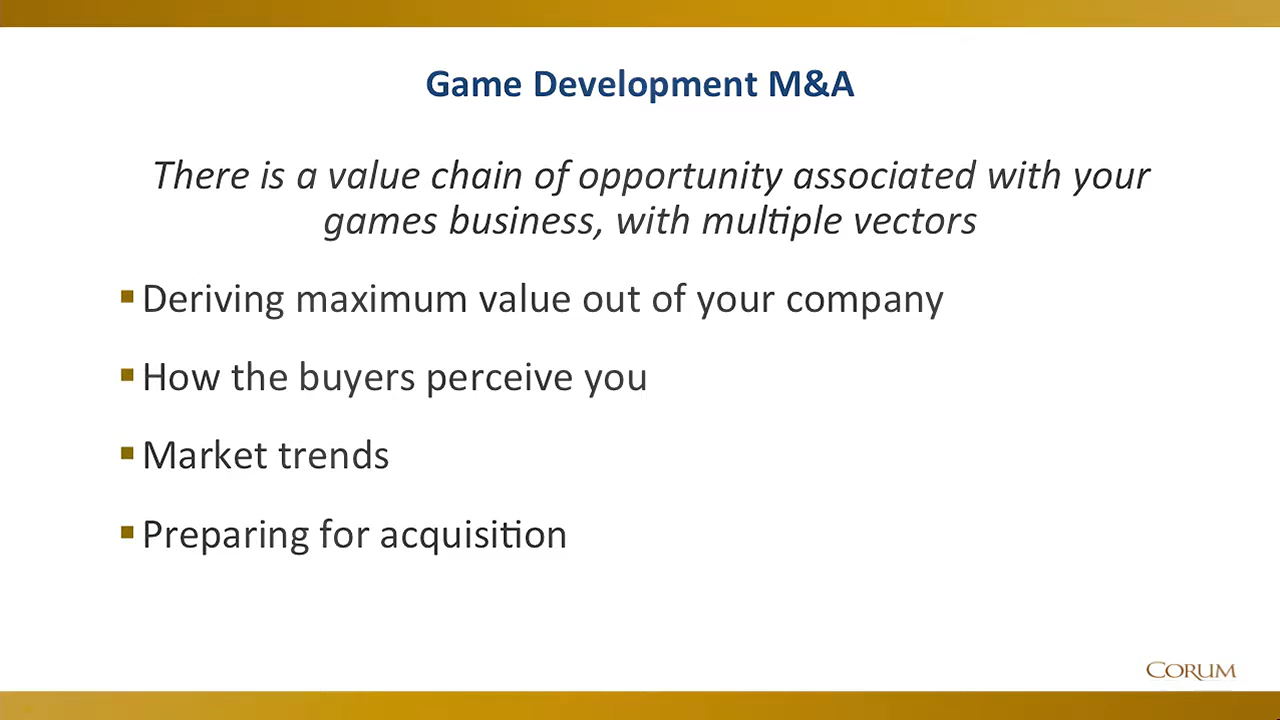 Game Development M&A
There is a value chain of opportunity associated with your
games business, with multiple vectors
Deriving maximum value out of your company
How the buyers perceive you
Market trends
Preparing for acquisition
CORUM